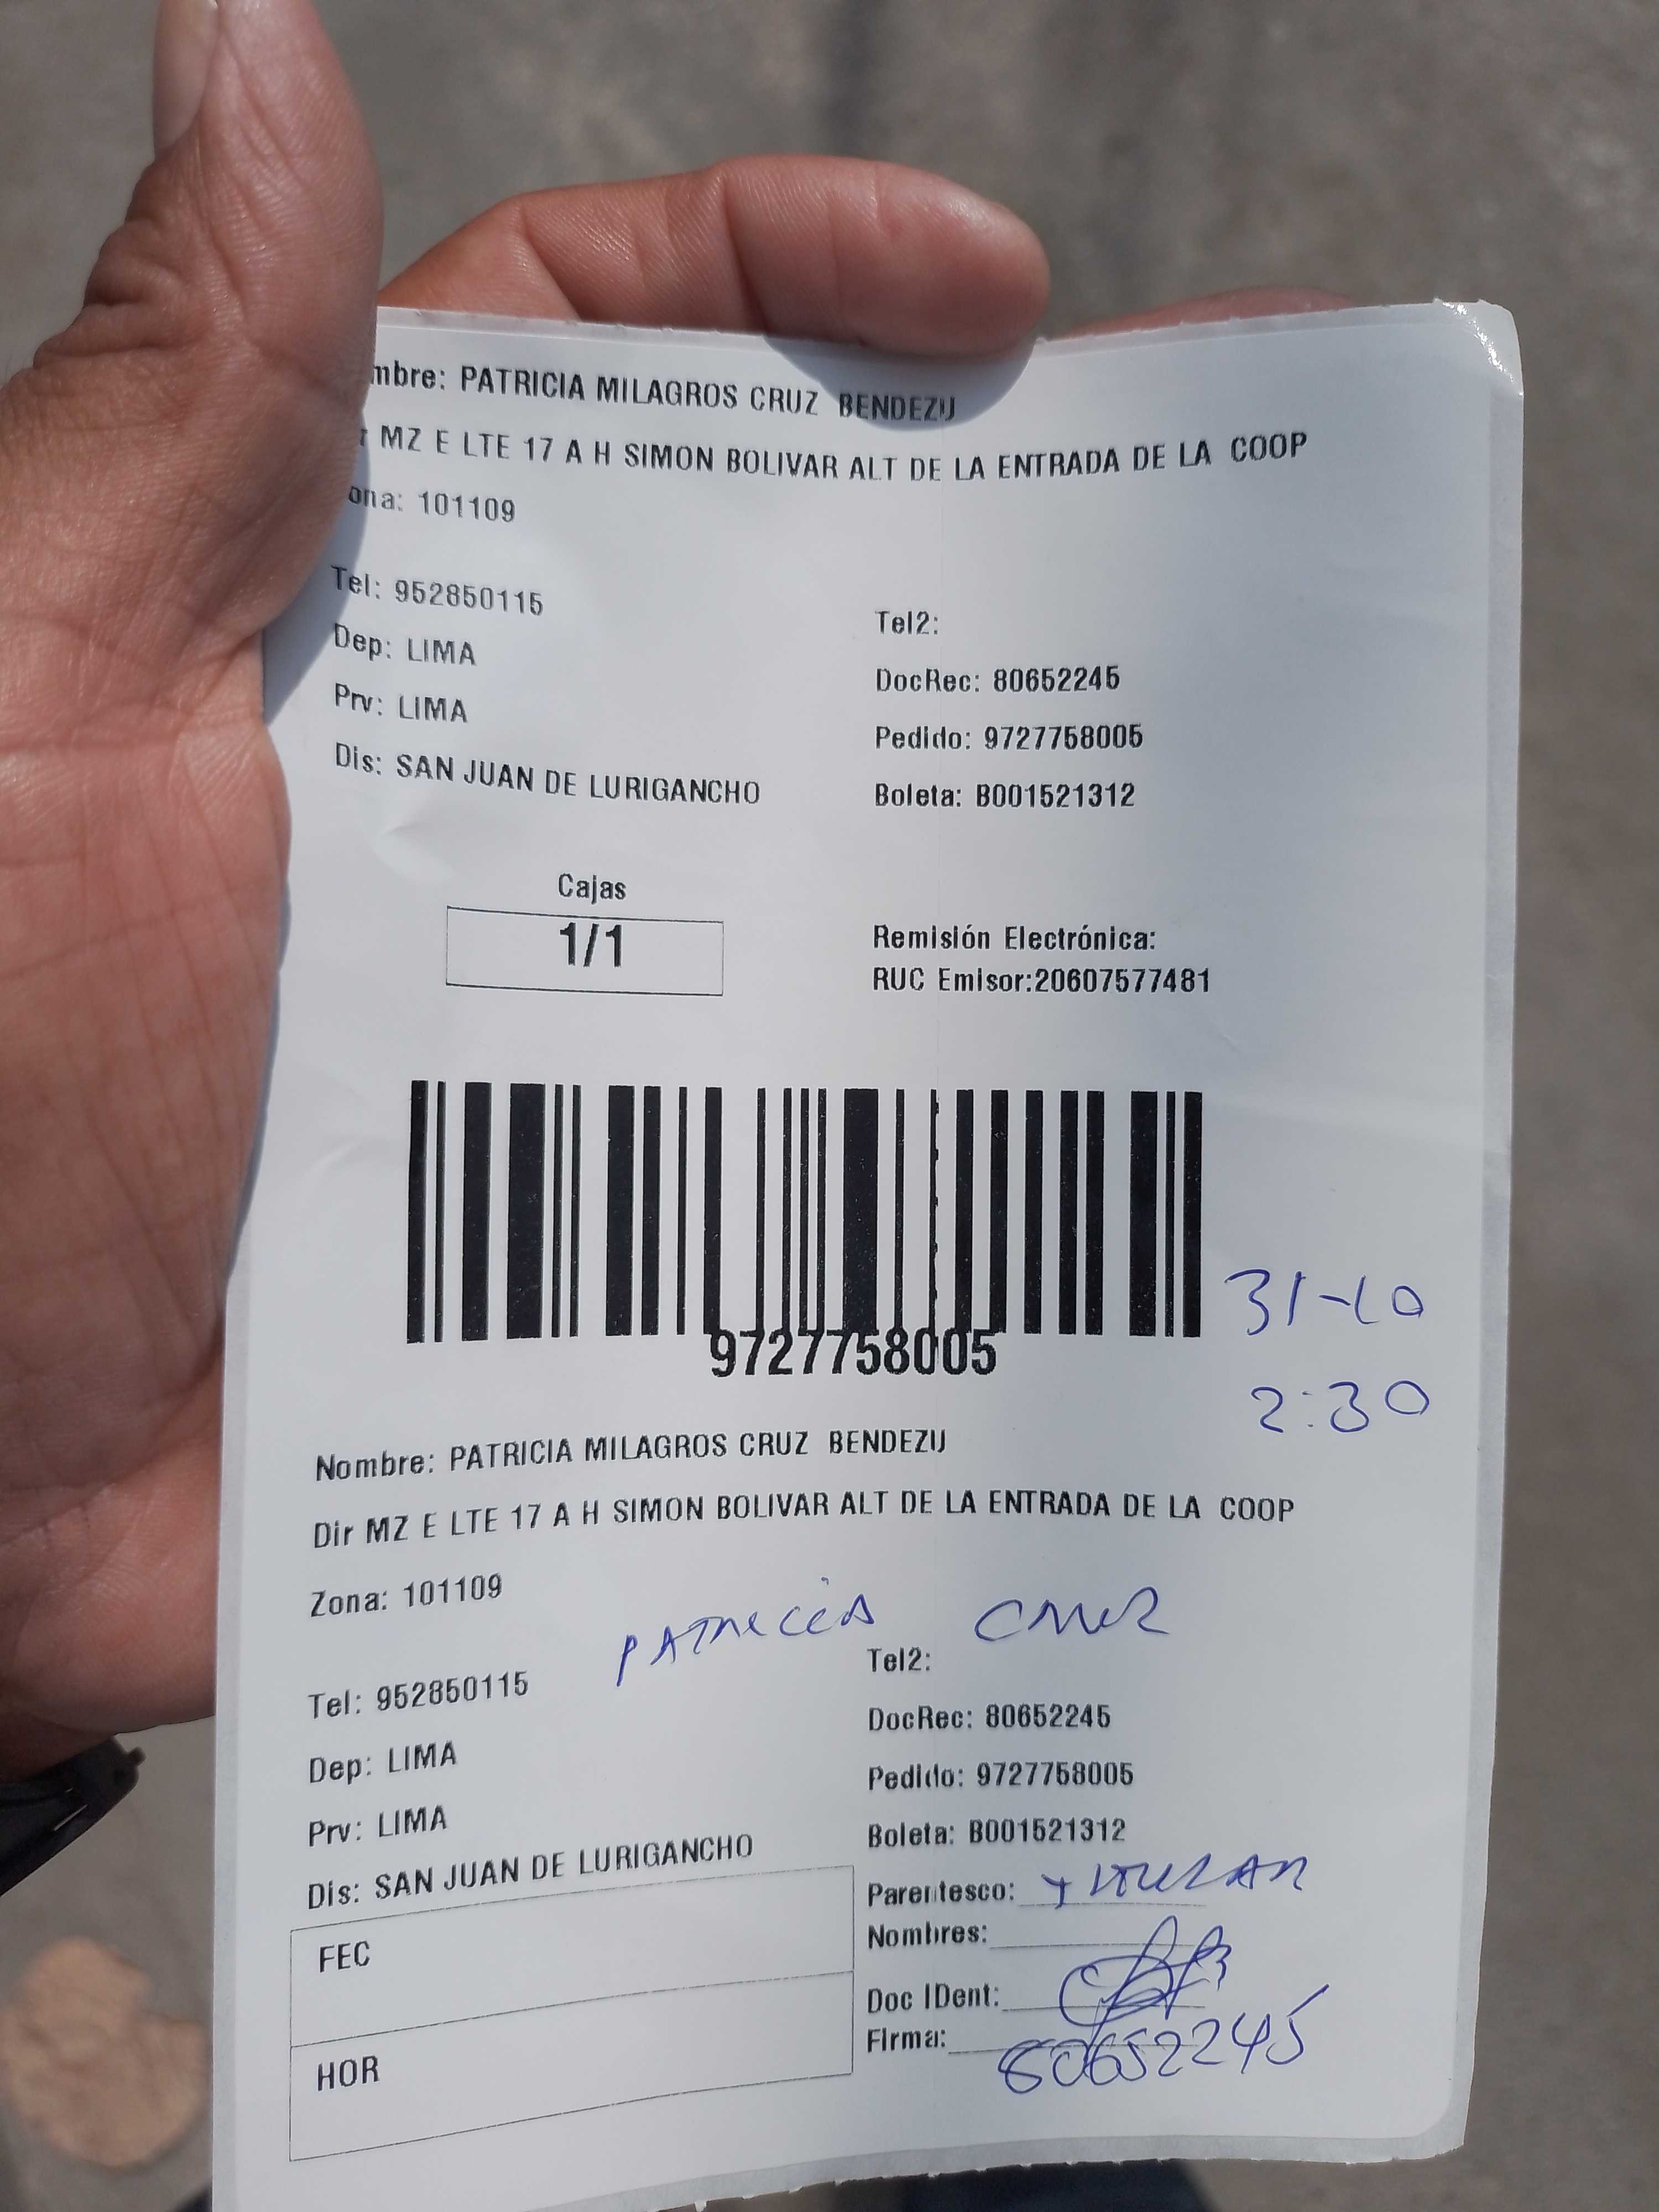 mbre: PATRICIA MILAGROS CRUZ BENDEZU
r MZ E LTE 17 A H SIMON BOLIVAR ALT DE LA ENTRADA DE LA COOP
ona: 101109
Tel: 952850115
Tel2:
Dep: LIMA
DocRec: 80652245
Prv: LIMA
Pedido: 9727758005
Dis: SAN JUAN DE LURIGANCHO
Boleta: B001521312
Cajas
1/1
Remisión Electrónica:
RUC Emisor:20607577481
9727758005
31-10
2:30
Nombre: PATRICIA MILAGROS CRUZ BENDEZU
Dir MZ E LTE 17 A H SIMON BOLIVAR ALT DE LA ENTRADA DE LA COOP
Zona: 101109
PATRICIA CRUZ
Tel: 952850115
Tel2:
Dep: LIMA
DocRec: 80652245
Prv: LIMA
Pedido: 9727758005
Dis: SAN JUAN DE LURIGANCHO
Boleta: B001521312
Parentesco:
Nombres:
Doc IDent:
Firma: 80652245
FEC
HOR